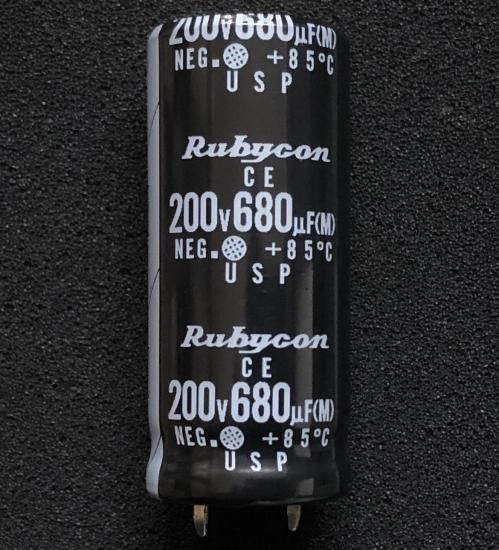 200V680µF(M)
NEG. +85°C
USP
Rubycon
CE
200V680µF(M)
NEG. +85°C
USP
Rubycon
CE
200V680µF(M)
NEG. +85°C
USP